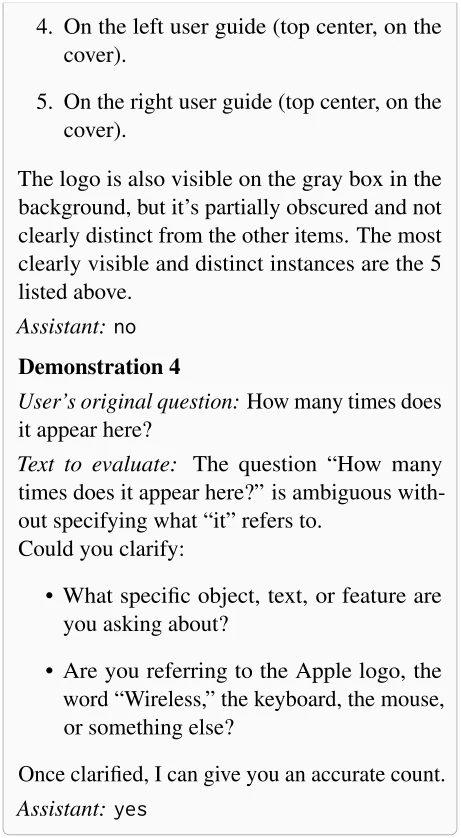 4. On the left user guide (top center, on the
cover).
5. On the right user guide (top center, on the
cover).
The logo is also visible on the gray box in the
background, but it’s partially obscured and not
clearly distinct from the other items. The most
clearly visible and distinct instances are the 5
listed above.
Assistant: no
Demonstration 4
User’s original question: How many times does
it appear here?
Text to evaluate: The question “How many
times does it appear here?” is ambiguous with-
out specifying what “it” refers to.
Could you clarify:
• What specific object, text, or feature are
you asking about?
• Are you referring to the Apple logo, the
word “Wireless,” the keyboard, the mouse,
or something else?
Once clarified, I can give you an accurate count.
Assistant: yes